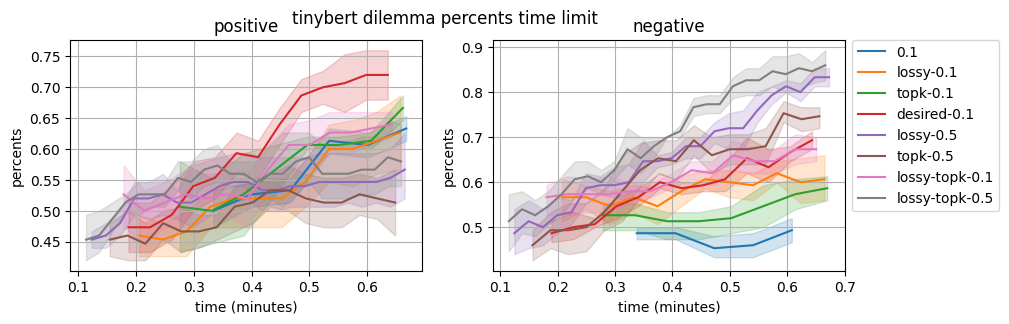 tinybert dilemma percents time limit
positive
negative
percents
0.75
0.70
0.65
0.60
0.55
0.50
0.45
0.1
0.2
0.3
0.4
0.5
0.6
time (minutes)
percents
0.9
0.8
0.7
0.6
0.5
0.1
0.2
0.3
0.4
0.5
0.6
0.7
time (minutes)
0.1
lossy-0.1
topk-0.1
desired-0.1
lossy-0.5
topk-0.5
lossy-topk-0.1
lossy-topk-0.5